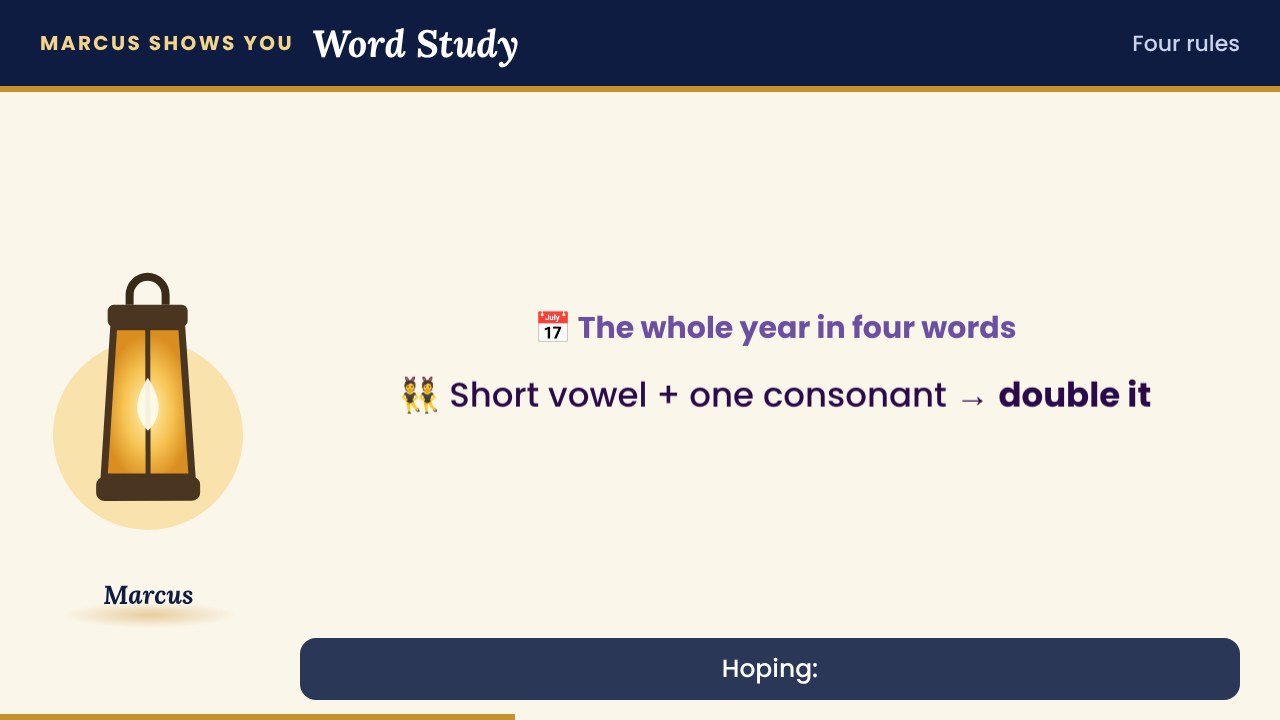 MARCUS SHOWS YOU Word Study
Four rules
📅 The whole year in four words
👯 Short vowel + one consonant → double it
Marcus
Hoping: